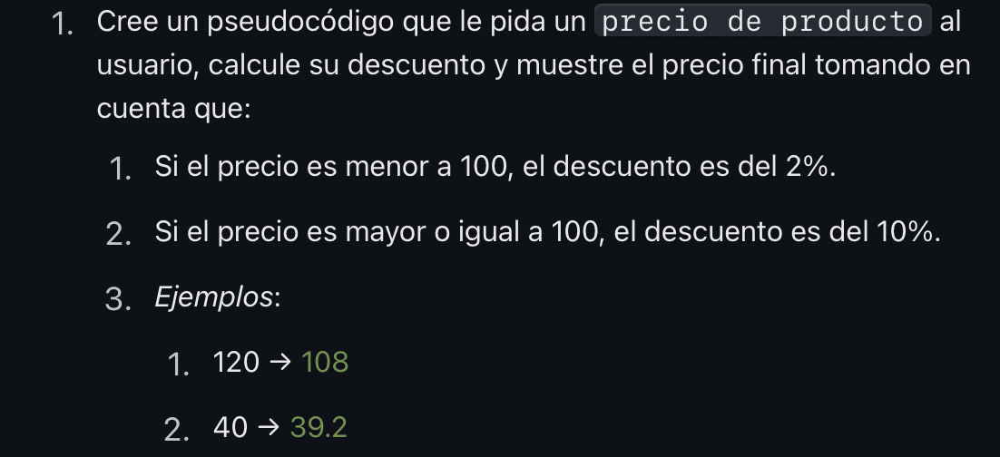 1. Cree un pseudocódigo que le pida un precio de producto al
usuario, calcule su descuento y muestre el precio final tomando en
cuenta que:
1. Si el precio es menor a 100, el descuento es del 2%.
2. Si el precio es mayor o igual a 100, el descuento es del 10%.
3. Ejemplos:
1. 120 → 108
2. 40 → 39.2